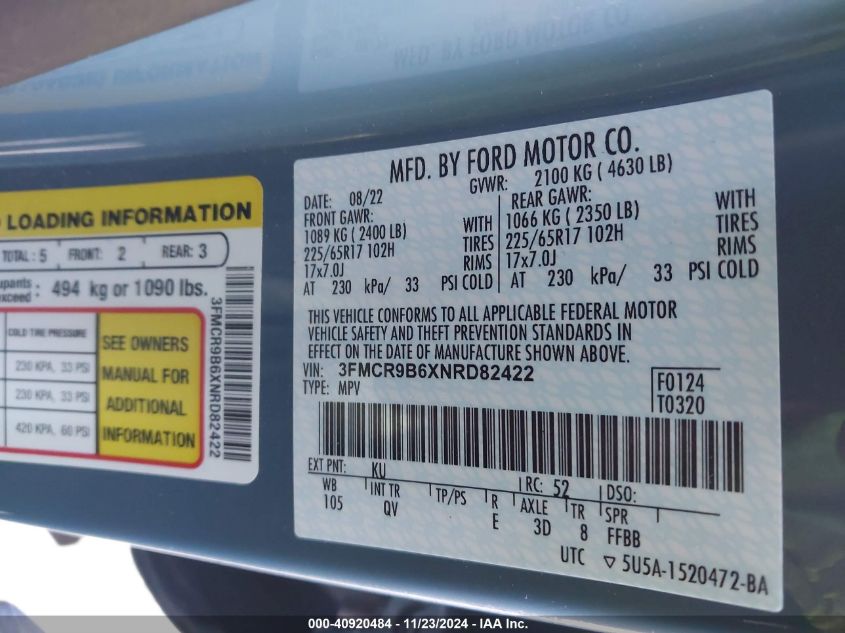 MFD. BY FORD MOTOR CO.
LOADING INFORMATION
TOTAL: 5 FRONT: 2 REAR: 3
exceed: 494 kg or 1090 lbs.
COLD TIRE PRESSURE
230 KPA, 33 PSI
230 KPA, 33 PSI
420 KPA, 60 PSI
SEE OWNERS
MANUAL FOR
ADDITIONAL
INFORMATION
3FMCR9B6XNRD82422
MFD. BY FORD MOTOR CO.
DATE: 08/22 GVWR: 2100 KG ( 4630 LB)
FRONT GAWR: REAR GAWR:
1089 KG ( 2400 LB) WITH 1066 KG ( 2350 LB) WITH
225/65R17 102H TIRES 225/65R17 102H TIRES
17x7.0J RIMS 17x7.0J RIMS
AT 230 kPa/ 33 PSI COLD AT 230 kPa/ 33 PSI COLD
THIS VEHICLE CONFORMS TO ALL APPLICABLE FEDERAL MOTOR
VEHICLE SAFETY AND THEFT PREVENTION STANDARDS IN
EFFECT ON THE DATE OF MANUFACTURE SHOWN ABOVE.
VIN: 3FMCR9B6XNRD82422
TYPE: MPV
F0124
T0320
EXT PNT: KU RC: 52 DSO:
WB INT TR TP/PS R AXLE TR SPR
105 QV E 3D 8 FFBB
UTC ▽ 5U5A-1520472-BA
000-40920484 - 11/23/2024 - IAA Inc.